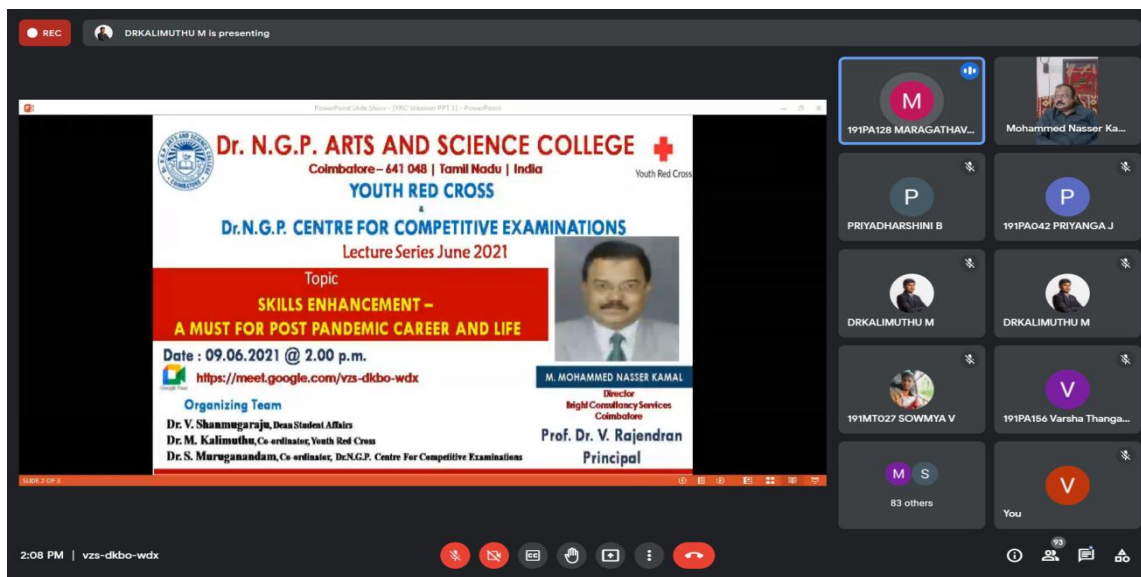 REC
DRKALIMUTHU M is presenting
PowerPoint Slide Show - [YRC Webinar PPT 1] - PowerPoint
Dr. N.G.P. ARTS AND SCIENCE COLLEGE
Coimbatore – 641 048 | Tamil Nadu | India
Youth Red Cross
YOUTH RED CROSS
&
Dr.N.G.P. CENTRE FOR COMPETITIVE EXAMINATIONS
Lecture Series June 2021
Topic
SKILLS ENHANCEMENT –
A MUST FOR POST PANDEMIC CAREER AND LIFE
Date : 09.06.2021 @ 2.00 p.m.
Google Meet
https://meet.google.com/vzs-dkbo-wdx
Organizing Team
Dr. V. Shanmugaraju, Dean Student Affairs
Dr. M. Kalimuthu, Co-ordinator, Youth Red Cross
Dr. S. Muruganandam, Co-ordinator, Dr.N.G.P. Centre For Competitive Examinations
M. MOHAMMED NASSER KAMAL
Director
Bright Consultancy Services
Coimbatore
Prof. Dr. V. Rajendran
Principal
SLIDE 2 OF 3
M
191PA128 MARAGATHAV...
Mohammed Nasser Ka...
P
PRIYADHARSHINI B
P
191PA042 PRIYANGA J
DRKALIMUTHU M
DRKALIMUTHU M
191MT027 SOWMYA V
V
191PA156 Varsha Thanga...
M S
83 others
V
You
2:08 PM | vzs-dkbo-wdx
CC
93